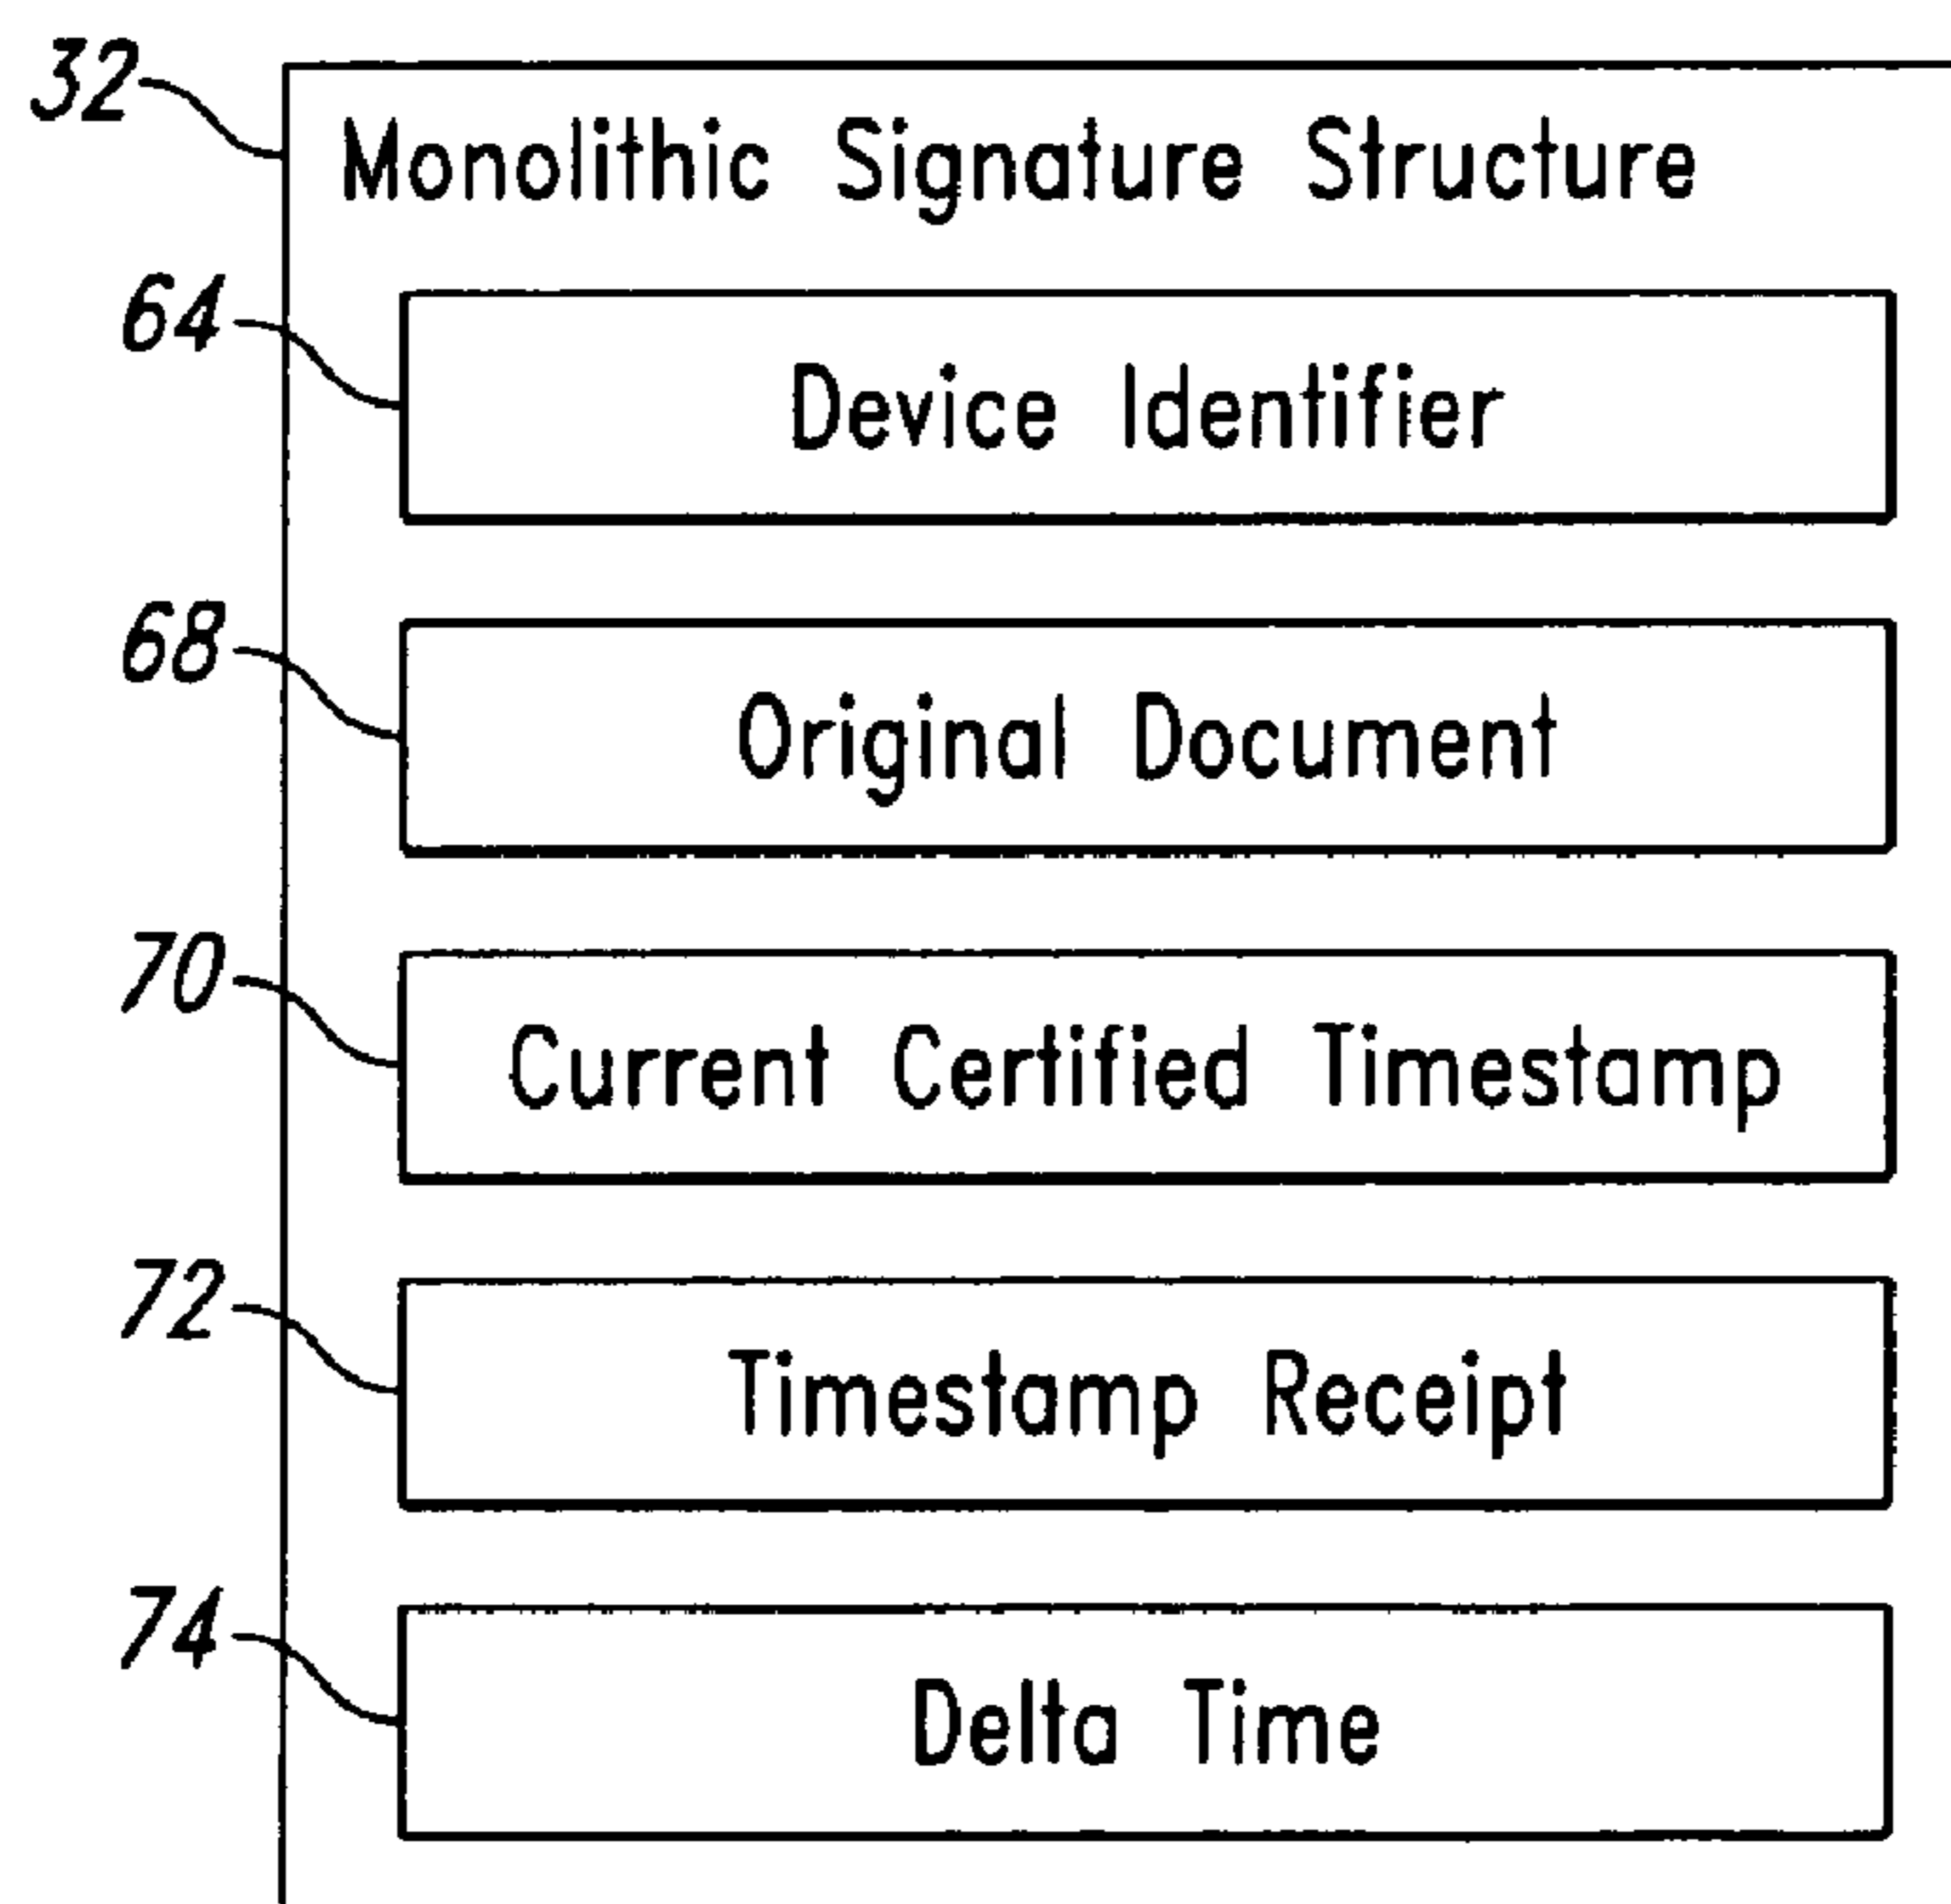 32
Monolithic Signature Structure
64
Device Identifier
68
Original Document
70
Current Certified Timestamp
72
Timestamp Receipt
74
Delta Time